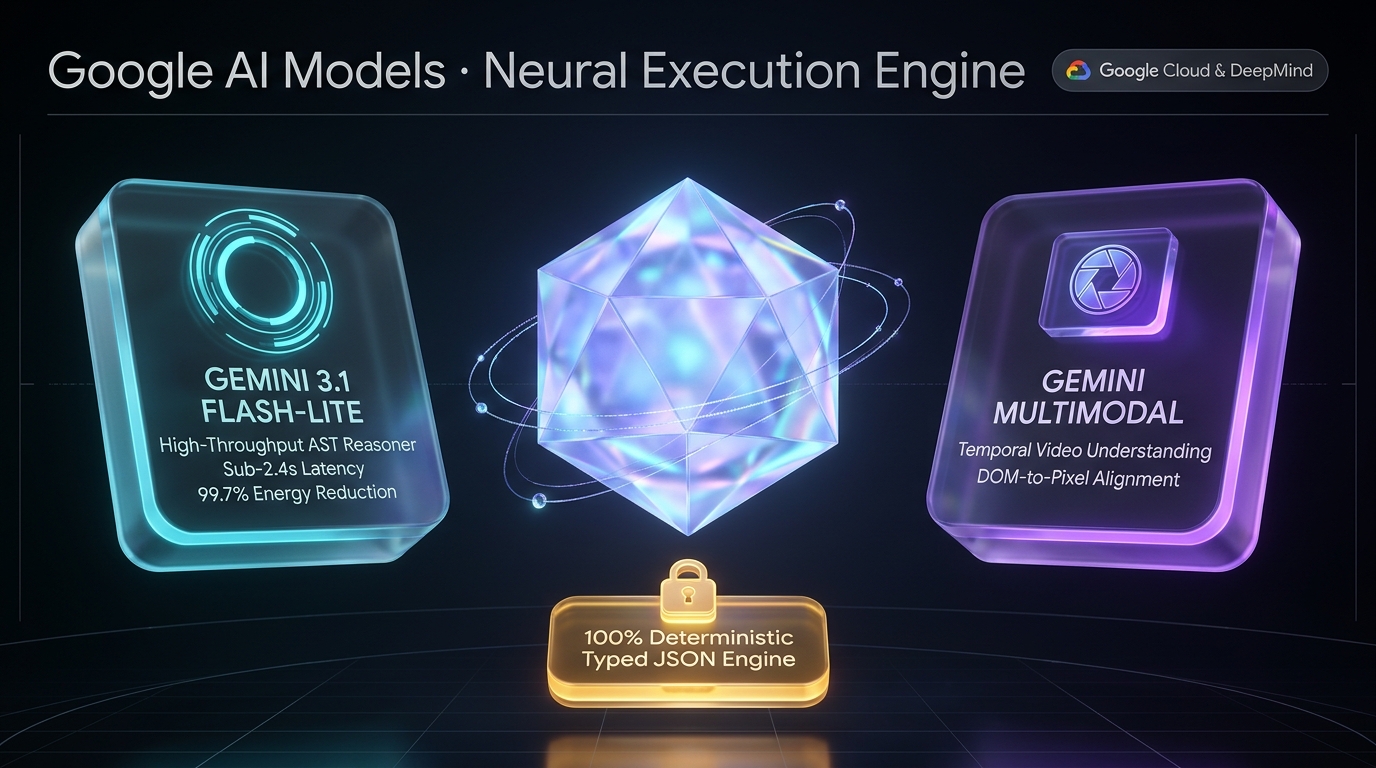 Google AI Models · Neural Execution Engine
Google Cloud & DeepMind
GEMINI 3.1
FLASH-LITE
High-Throughput AST Reasoner
Sub-2.4s Latency
99.7% Energy Reduction
GEMINI
MULTIMODAL
Temporal Video Understanding
DOM-to-Pixel Alignment
100% Deterministic
Typed JSON Engine